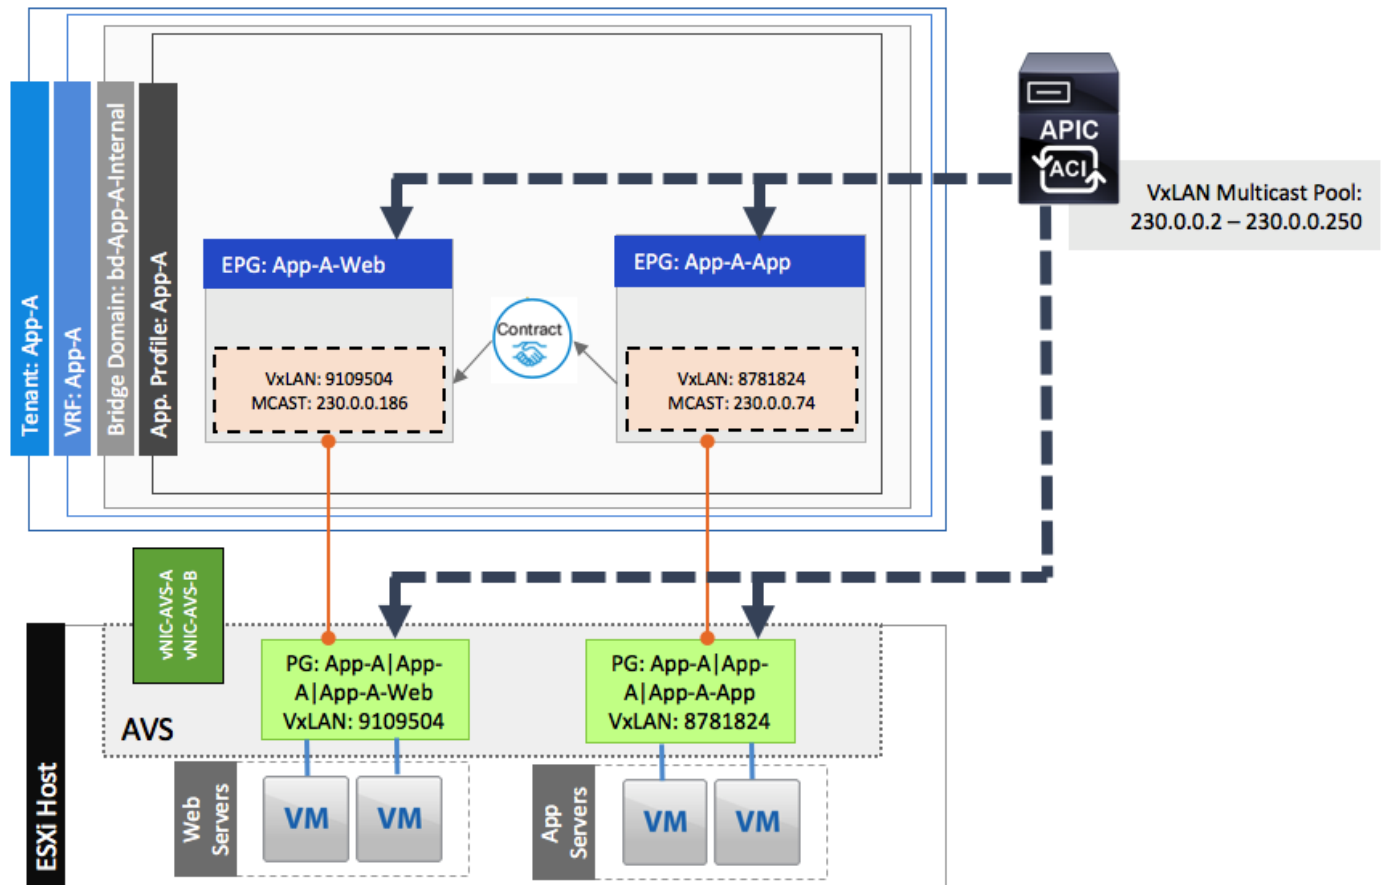 Tenant: App-A
VRF: App-A
Bridge Domain: bd-App-A-Internal
App. Profile: App-A
APIC
ACI
VxLAN Multicast Pool:
230.0.0.2 – 230.0.0.250
EPG: App-A-Web
EPG: App-A-App
Contract
VxLAN: 9109504
MCAST: 230.0.0.186
VxLAN: 8781824
MCAST: 230.0.0.74
vNIC-AVS-A
vNIC-AVS-B
ESXi Host
AVS
PG: App-A|App-
A|App-A-Web
VxLAN: 9109504
PG: App-A|App-
A|App-A-App
VxLAN: 8781824
Web
Servers
VM
VM
App
Servers
VM
VM